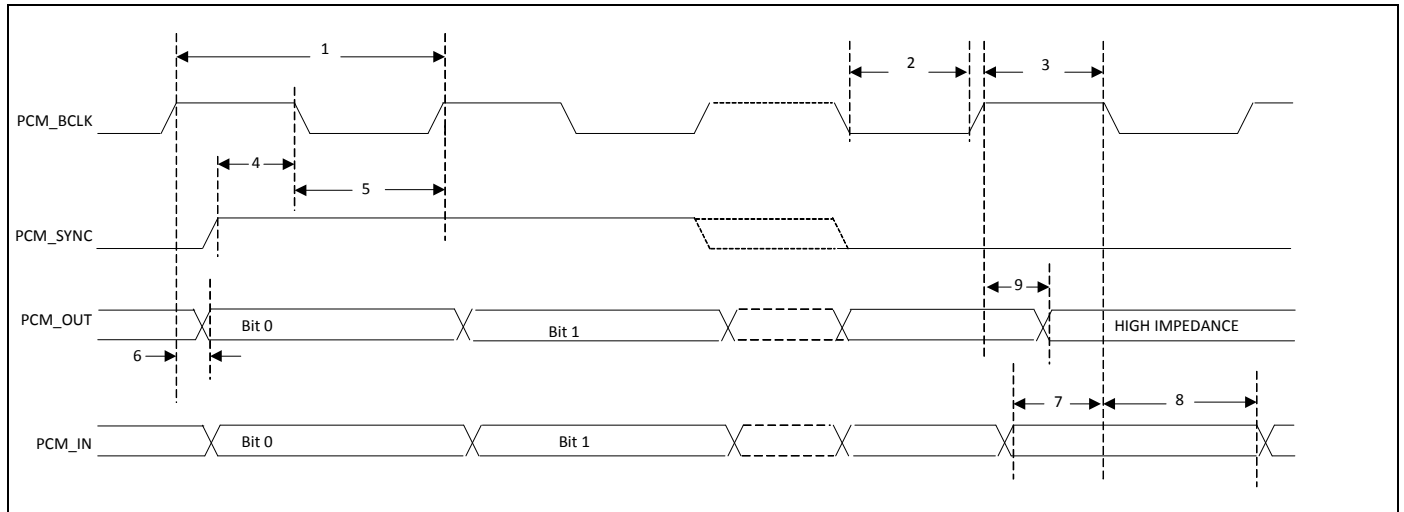 1
2
3
PCM_BCLK
4
5
PCM_SYNC
9
PCM_OUT
Bit 0
Bit 1
HIGH IMPEDANCE
6
7
8
PCM_IN
Bit 0
Bit 1